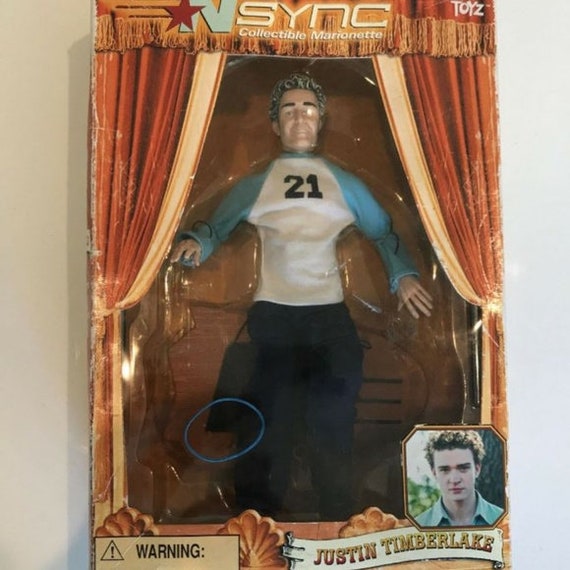 NSYNC
TOYZ
Collectible Marionette
21
JUSTIN TIMBERLAKE
⚠ WARNING: